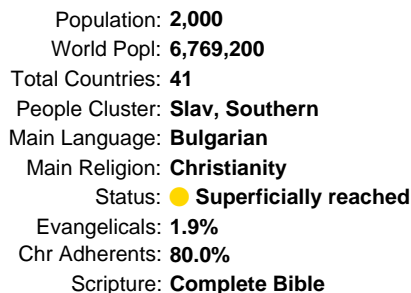 Population: 2,000
World Popl: 6,769,200
Total Countries: 41
People Cluster: Slav, Southern
Main Language: Bulgarian
Main Religion: Christianity
Status: Superficially reached
Evangelicals: 1.9%
Chr Adherents: 80.0%
Scripture: Complete Bible